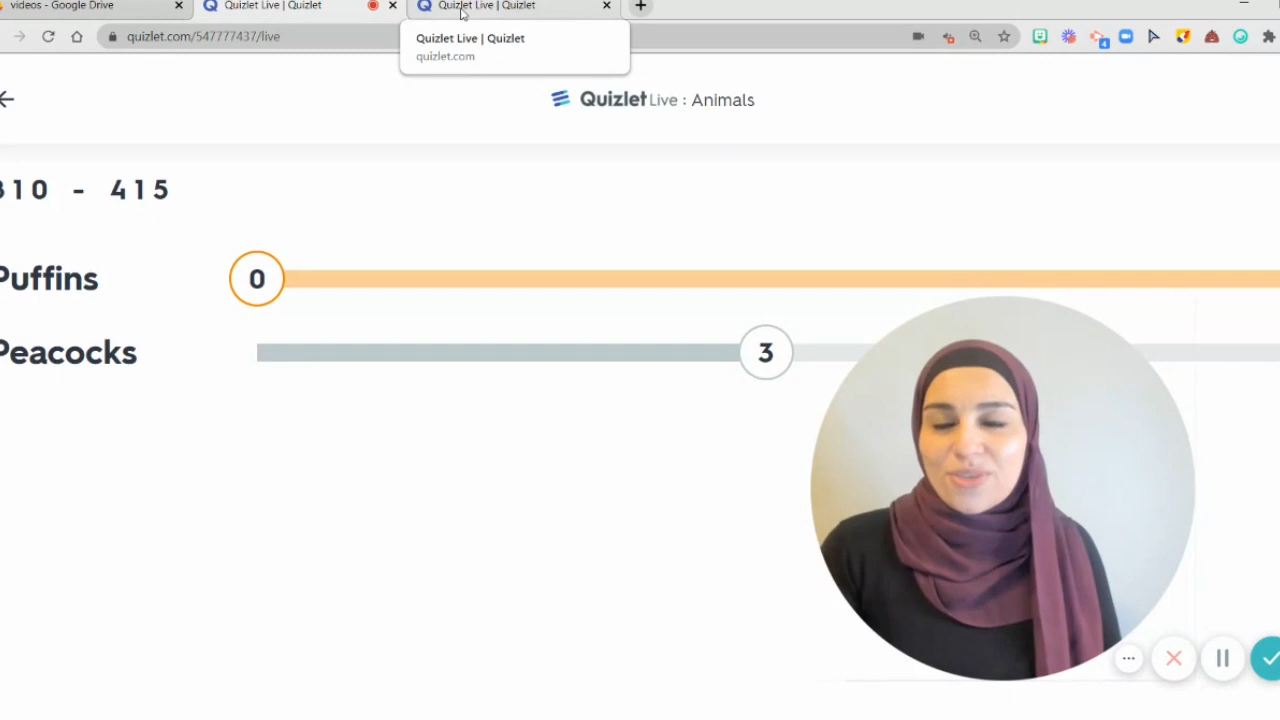 videos - Google Drive
Quizlet Live | Quizlet
Quizlet Live | Quizlet
quizlet.com/547777437/live
Quizlet Live | Quizlet
quizlet.com
4
Quizlet Live : Animals
310 - 415
Puffins
0
Peacocks
3